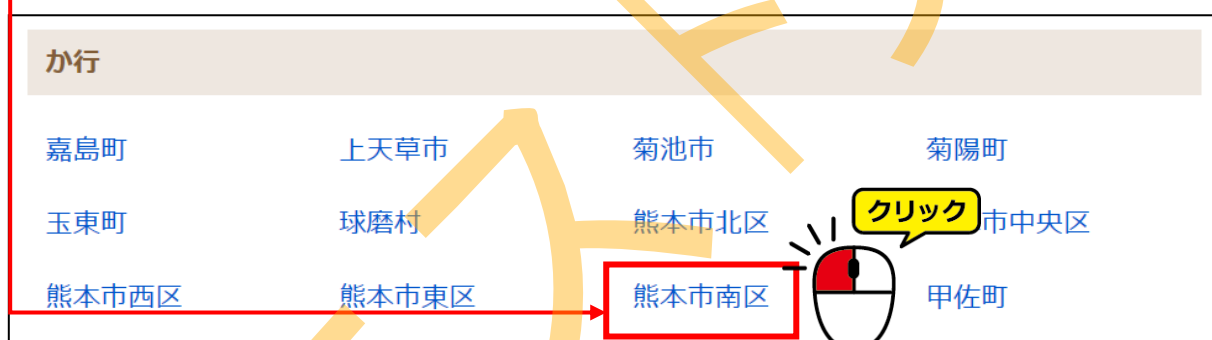 か行
嘉島町 上天草市 菊池市 菊陽町
玉東町 球磨村 熊本市北区 市中央区
クリック
熊本市西区 熊本市東区 熊本市南区 甲佐町